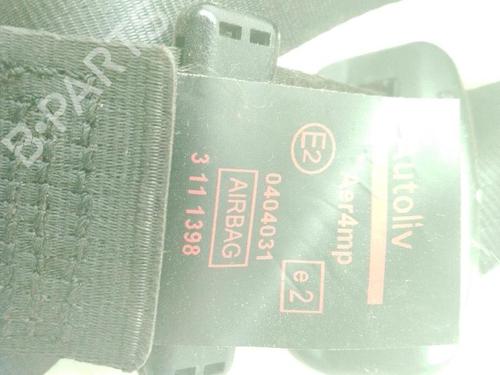 Autoliv
Aer4mp
E2
0404031
AIRBAG
e2
3 11 1398
B-PARTS